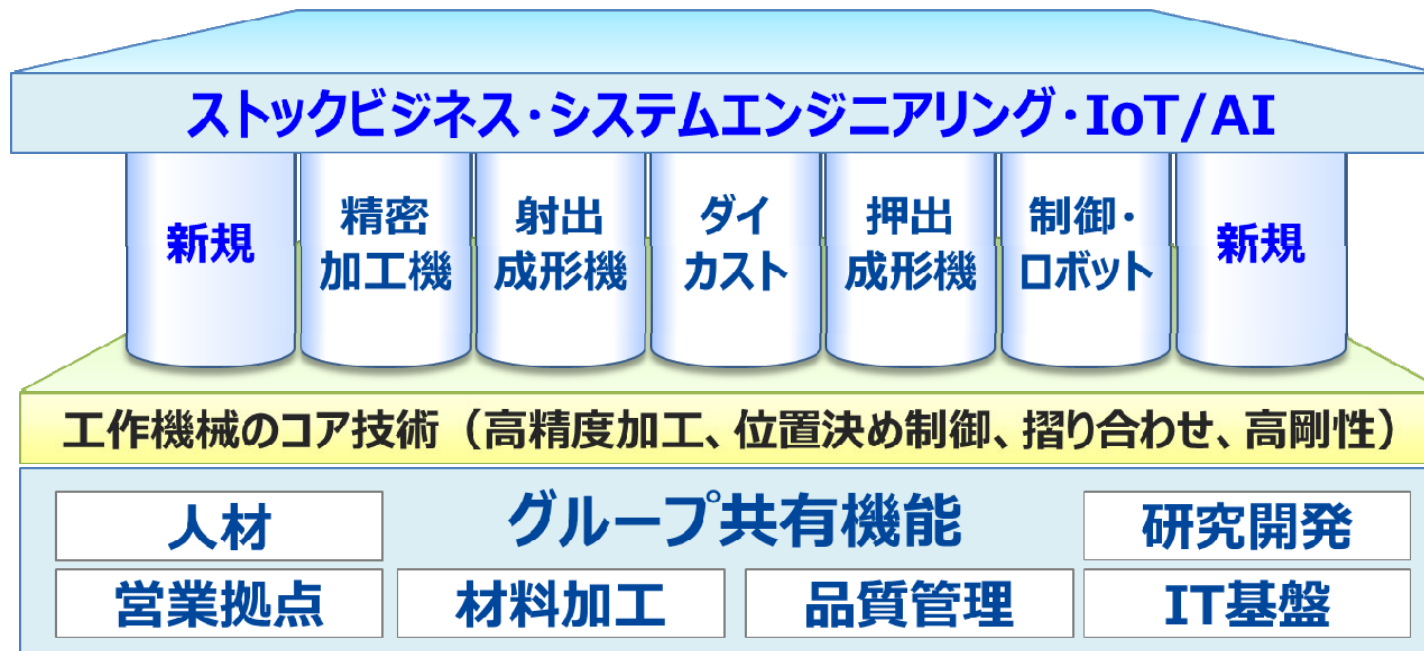 ストックビジネス・システムエンジニアリング・IoT/AI
新規
精密
加工機
射出
成形機
ダイ
カスト
押出
成形機
制御・
ロボット
新規
工作機械のコア技術（高精度加工、位置決め制御、摺り合わせ、高剛性）
グループ共有機能
人材
研究開発
営業拠点
材料加工
品質管理
IT基盤